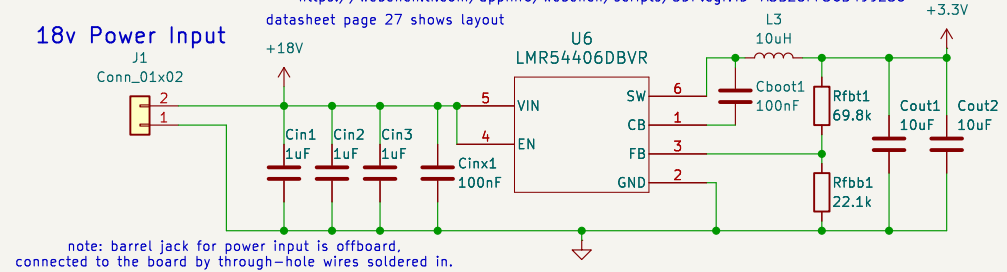 datasheet page 27 shows layout
18v Power Input
J1
Conn_01x02
2
1
+18V
Cin1
1uF
Cin2
1uF
Cin3
1uF
Cinx1
100nF
U6
LMR54406DBVR
5
VIN
4
EN
SW
6
CB
1
FB
3
GND
2
L3
10uH
Cboot1
100nF
Rfbt1
69.8k
Rfbb1
22.1k
+3.3V
Cout1
10uF
Cout2
10uF
note: barrel jack for power input is offboard,
connected to the board by through-hole wires soldered in.